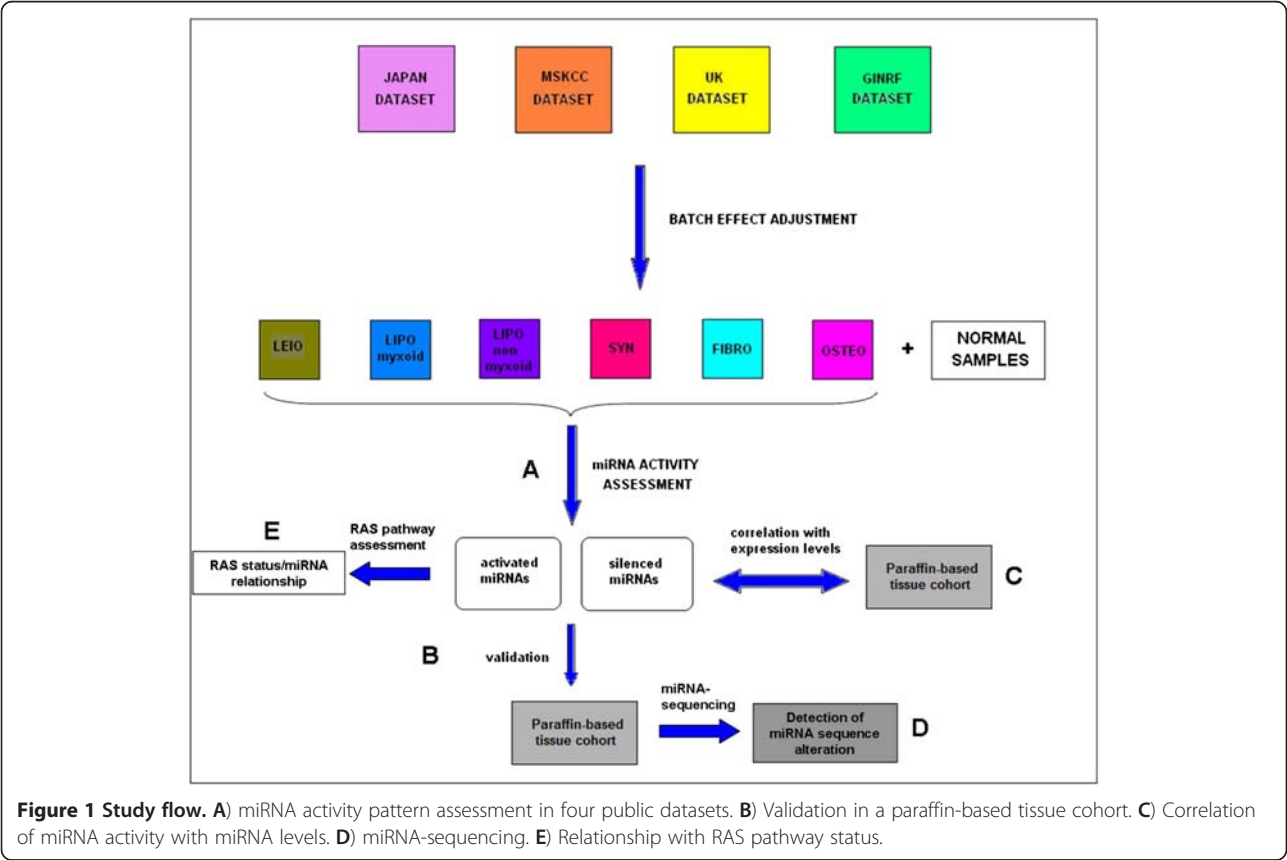 JAPAN
DATASET
MSKCC
DATASET
UK
DATASET
GINRF
DATASET
BATCH EFFECT ADJUSTMENT
LEIO
LIPO
myxoid
LIPO
non
myxoid
SYN
FIBRO
OSTEO
+
NORMAL
SAMPLES
A
miRNA ACTIVITY
ASSESSMENT
E
RAS pathway
assessment
RAS status/miRNA
relationship
activated
miRNAs
silenced
miRNAs
correlation with
expression levels
Paraffin-based
tissue cohort
C
B
validation
Paraffin-based
tissue cohort
miRNA-
sequencing
Detection of
miRNA sequence
alteration
D
Figure 1 Study flow. A) miRNA activity pattern assessment in four public datasets. B) Validation in a paraffin-based tissue cohort. C) Correlation
of miRNA activity with miRNA levels. D) miRNA-sequencing. E) Relationship with RAS pathway status.